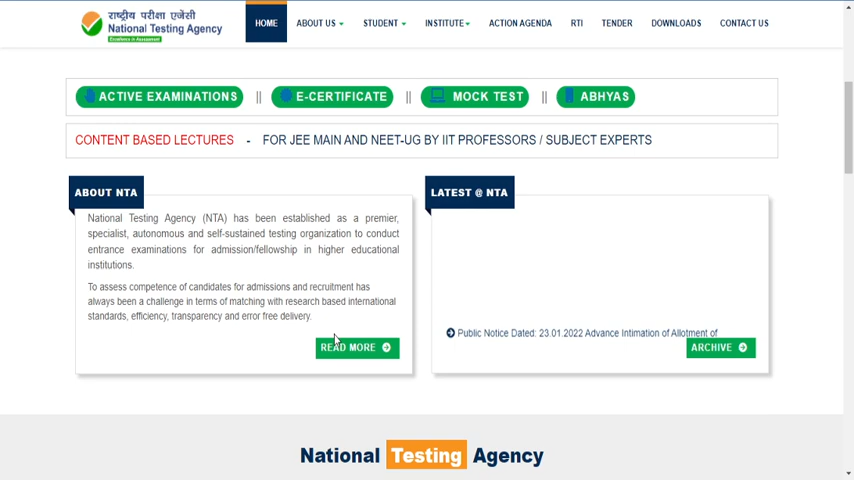 राष्ट्रीय परीक्षा एजेंसी
National Testing Agency
Excellence in Assessment
HOME ABOUT US STUDENT INSTITUTE ACTION AGENDA RTI TENDER DOWNLOADS CONTACT US
ACTIVE EXAMINATIONS || E-CERTIFICATE || MOCK TEST || ABHYAS
CONTENT BASED LECTURES - FOR JEE MAIN AND NEET-UG BY IIT PROFESSORS / SUBJECT EXPERTS
ABOUT NTA
National Testing Agency (NTA) has been established as a premier,
specialist, autonomous and self-sustained testing organization to conduct
entrance examinations for admission/fellowship in higher educational
institutions.
To assess competence of candidates for admissions and recruitment has
always been a challenge in terms of matching with research based international
standards, efficiency, transparency and error free delivery.
READ MORE
LATEST @ NTA
Public Notice Dated: 23.01.2022 Advance Intimation of Allotment of
ARCHIVE
National Testing Agency